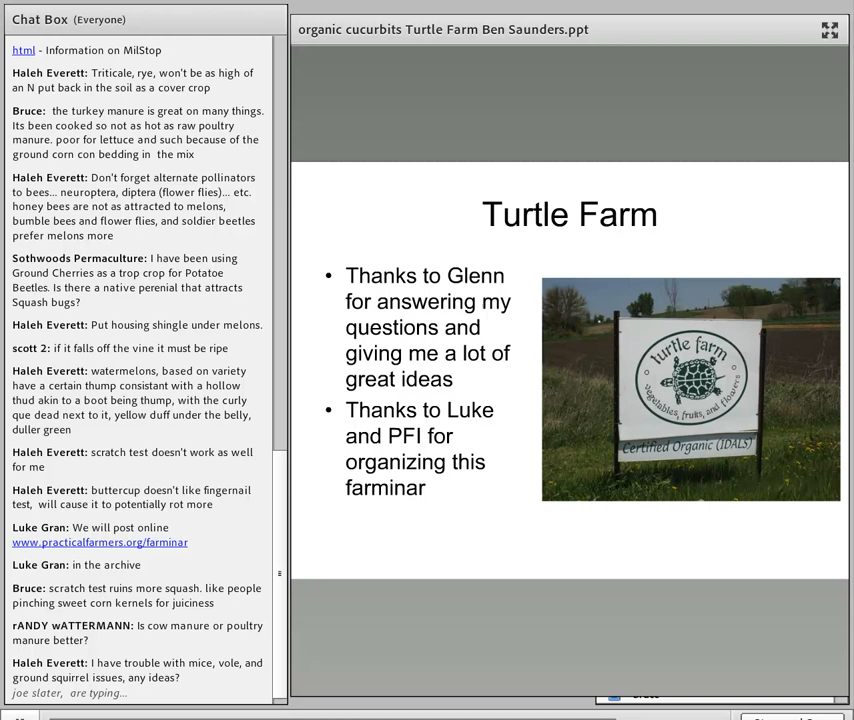 Chat Box (Everyone)
html - Information on MilStop
Haleh Everett: Triticale, rye, won't be as high of
an N put back in the soil as a cover crop
Bruce: the turkey manure is great on many things.
Its been cooked so not as hot as raw poultry
manure. poor for lettuce and such because of the
ground corn con bedding in the mix
Haleh Everett: Don't forget alternate pollinators
to bees... neuroptera, diptera (flower flies)... etc.
honey bees are not as attracted to melons,
bumble bees and flower flies, and soldier beetles
prefer melons more
Sothwoods Permaculture: I have been using
Ground Cherries as a trop crop for Potatoe
Beetles. Is there a native perenial that attracts
Squash bugs?
Haleh Everett: Put housing shingle under melons.
scott 2: if it falls off the vine it must be ripe
Haleh Everett: watermelons, based on variety
have a certain thump consistant with a hollow
thud akin to a boot being thump, with the curly
que dead next to it, yellow duff under the belly,
duller green
Haleh Everett: scratch test doesn't work as well
for me
Haleh Everett: buttercup doesn't like fingernail
test, will cause it to potentially rot more
Luke Gran: We will post online
www.practicalfarmers.org/farminar
Luke Gran: in the archive
Bruce: scratch test ruins more squash. like people
pinching sweet corn kernels for juiciness
rANDY wATTERMANN: Is cow manure or poultry
manure better?
Haleh Everett: I have trouble with mice, vole, and
ground squirrel issues, any ideas?
joe slater, are typing...
organic cucurbits Turtle Farm Ben Saunders.ppt
Turtle Farm
• Thanks to Glenn
for answering my
questions and
giving me a lot of
great ideas
• Thanks to Luke
and PFI for
organizing this
farminar
turtle farm
vegetables, fruits, and flowers
Certified Organic (IDALS)